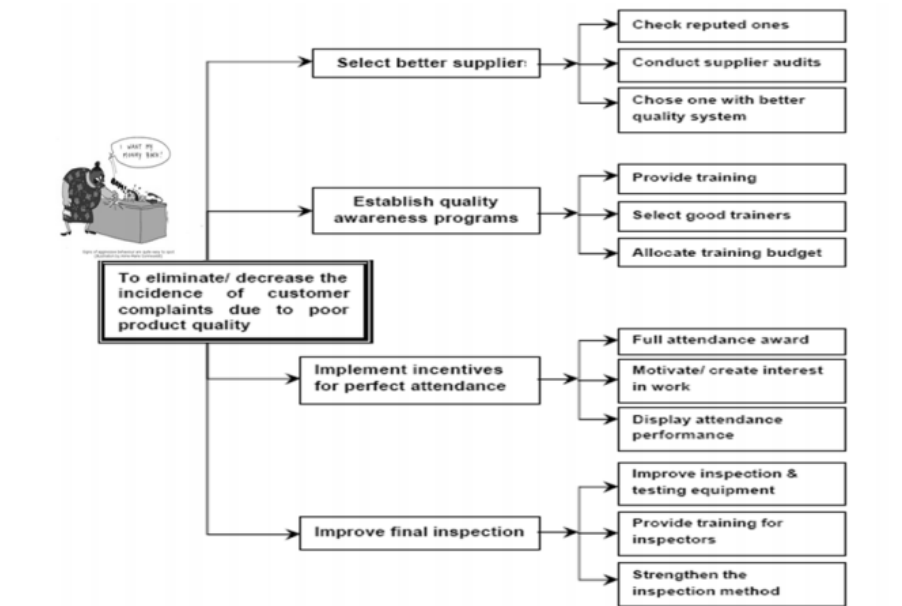 Check reputed ones
Select better supplier
Conduct supplier audits
Chose one with better
quality system
I WANT MY
MONEY BACK!
Provide training
Establish quality
awareness programs
Select good trainers
Allocate training budget
To eliminate/ decrease the
incidence of customer
complaints due to poor
product quality
Full attendance award
Implement incentives
for perfect attendance
Motivate/ create interest
in work
Display attendance
performance
Improve inspection &
testing equipment
Improve final inspection
Provide training for
inspectors
Strengthen the
inspection method